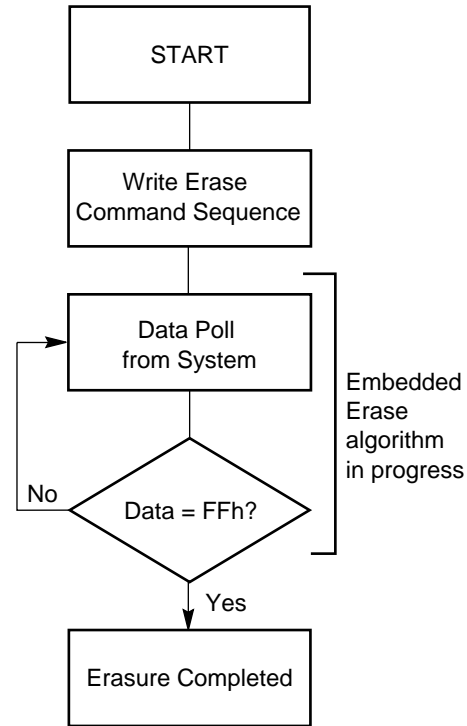 START
Write Erase
Command Sequence
Data Poll
from System
Embedded
Erase
algorithm
in progress
No
Data = FFh?
Yes
Erasure Completed